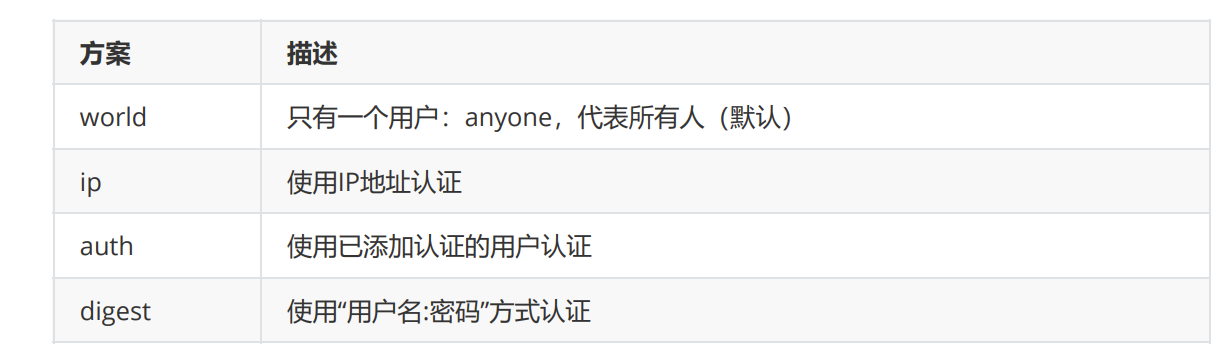 方案 描述
world 只有一个用户：anyone，代表所有人（默认）
ip 使用IP地址认证
auth 使用已添加认证的用户认证
digest 使用“用户名:密码”方式认证